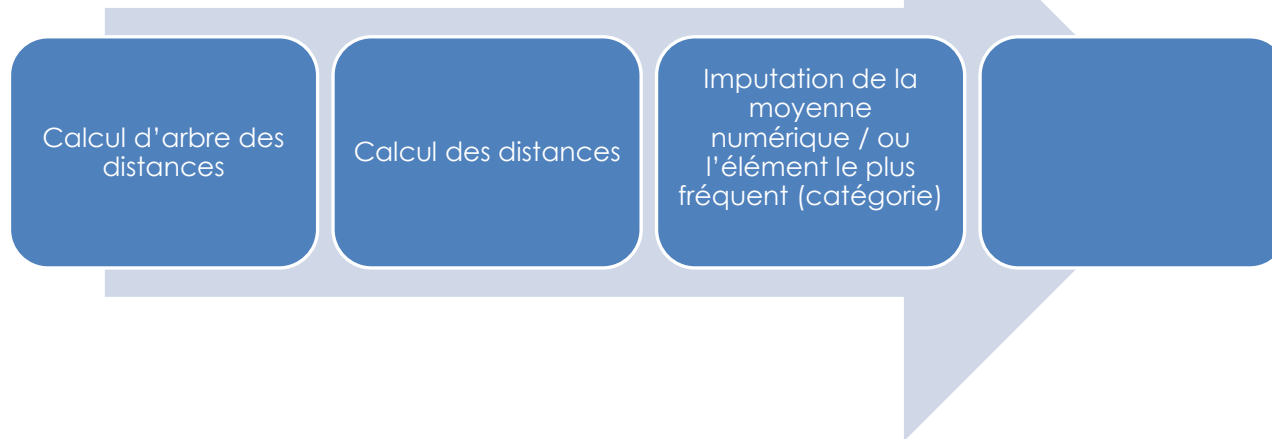 Calcul d’arbre des
distances
Calcul des distances
Imputation de la
moyenne
numérique / ou
l’élément le plus
fréquent (catégorie)